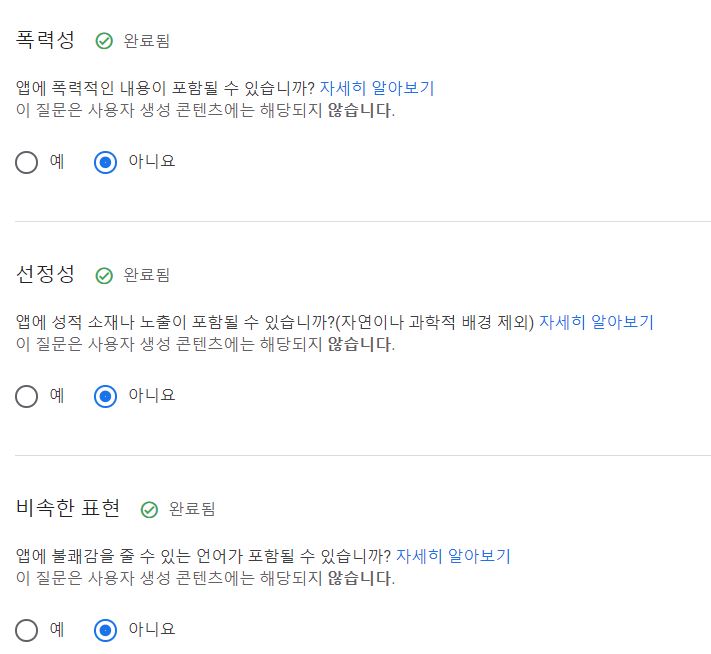 폭력성 완료됨
앱에 폭력적인 내용이 포함될 수 있습니까? 자세히 알아보기
이 질문은 사용자 생성 콘텐츠에는 해당되지 않습니다.
예 아니요
선정성 완료됨
앱에 성적 소재나 노출이 포함될 수 있습니까?(자연이나 과학적 배경 제외) 자세히 알아보기
이 질문은 사용자 생성 콘텐츠에는 해당되지 않습니다.
예 아니요
비속한 표현 완료됨
앱에 불쾌감을 줄 수 있는 언어가 포함될 수 있습니까? 자세히 알아보기
이 질문은 사용자 생성 콘텐츠에는 해당되지 않습니다.
예 아니요